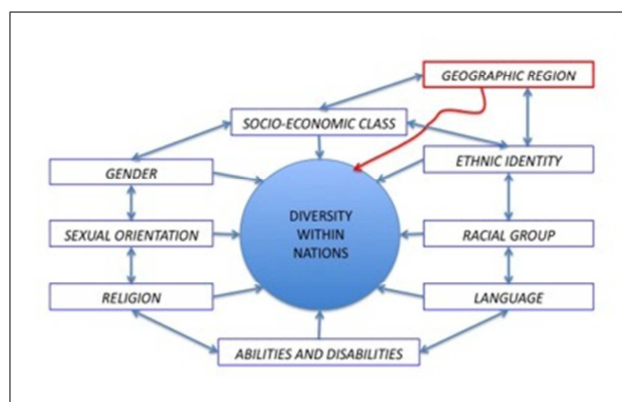 GEOGRAPHIC REGION
SOCIO-ECONOMIC CLASS
GENDER
ETHNIC IDENTITY
DIVERSITY
WITHIN
NATIONS
SEXUAL ORIENTATION
RACIAL GROUP
RELIGION
LANGUAGE
ABILITIES AND DISABILITIES